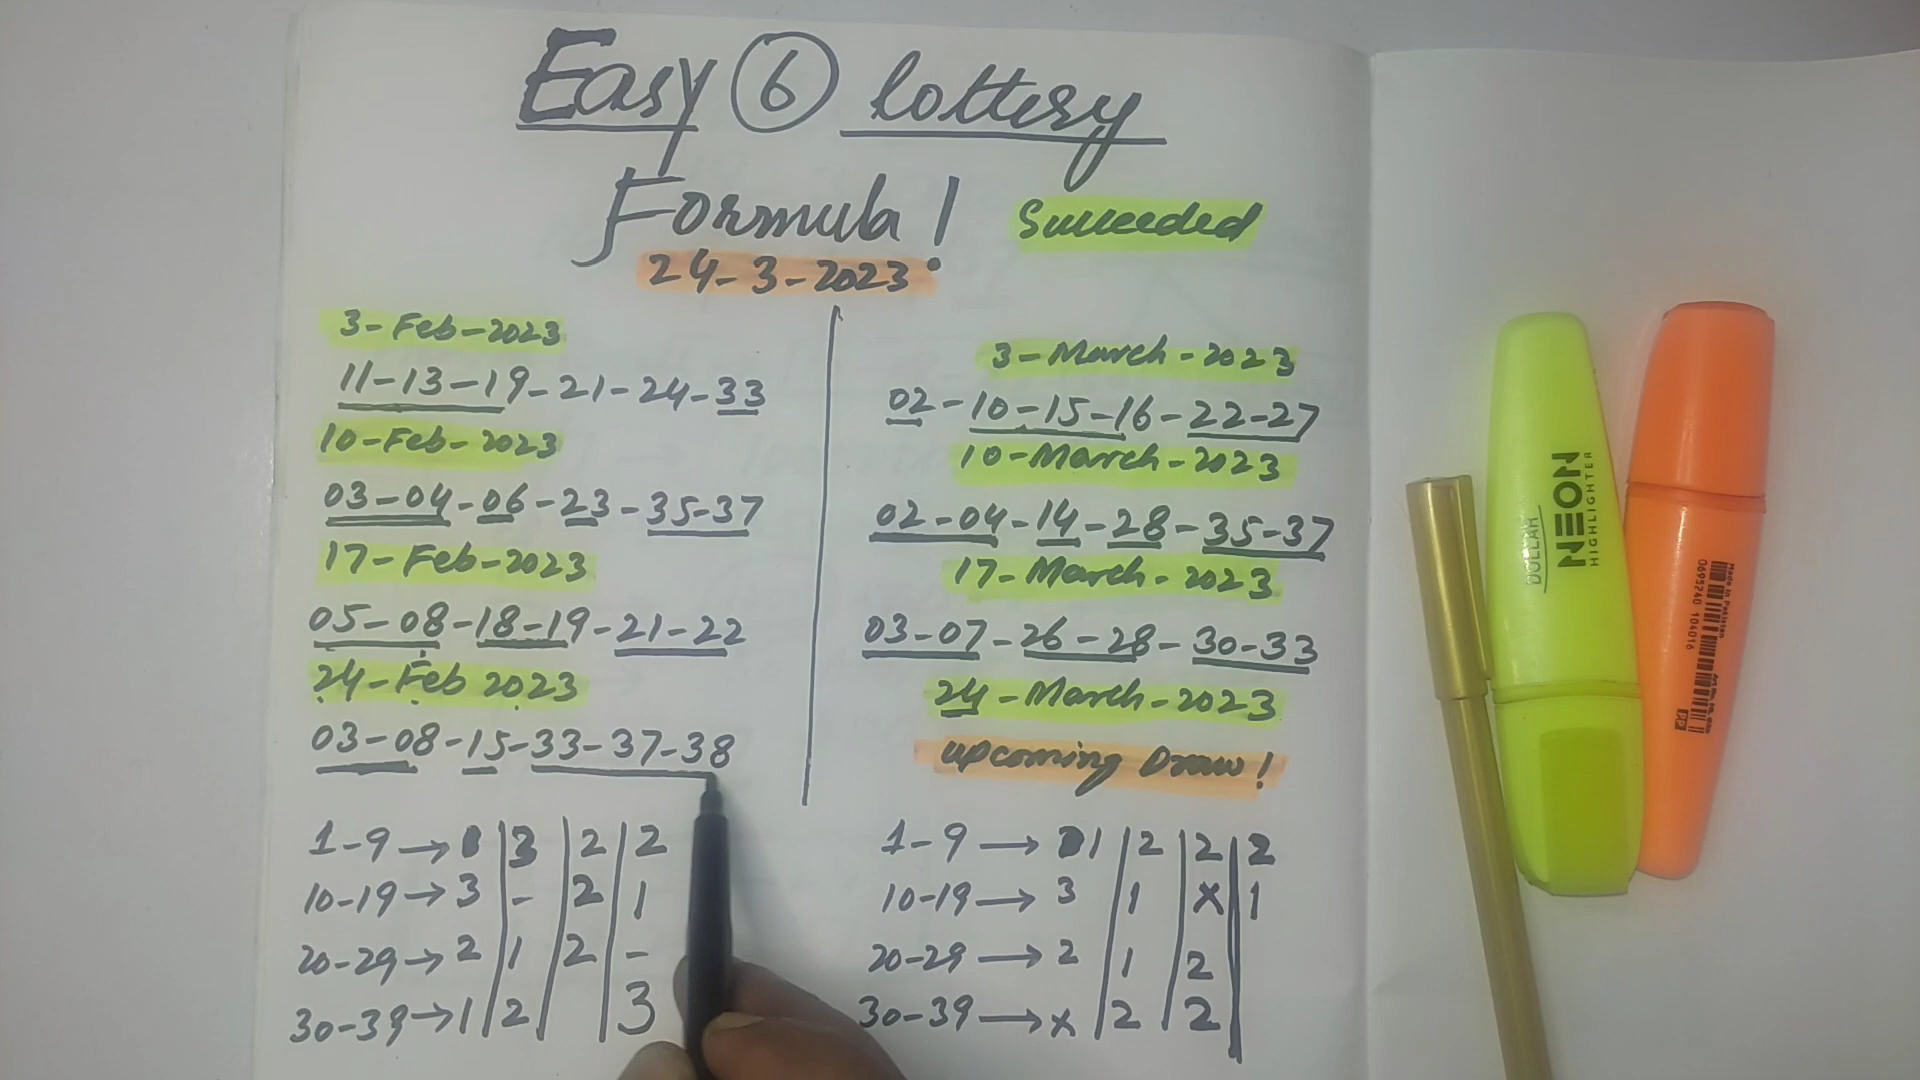 Easy 6 lottery
Formula!
Succeeded
24-3-2023
3-Feb-2023
11-13-19-21-24-33
10-Feb-2023
03-04-06-23-35-37
17-Feb-2023
05-08-18-19-21-22
24-Feb 2023
03-08-15-33-37-38
1-9→0|3|2|2
10-19→3|-|2|1
20-29→2|1|2|-
30-39→1|2| |3
3-March-2023
02-10-15-16-22-27
10-March-2023
02-04-14-28-35-37
17-March-2023
03-07-26-28-30-33
24-March-2023
upcoming Draw!
1-9→1|2|2|2
10-19→3|1|x|1
20-29→2|1|2|
30-39→x|2|2|
DOLLAR
NEON
HIGHLIGHTER
Made in Pakistan
0695240 104016